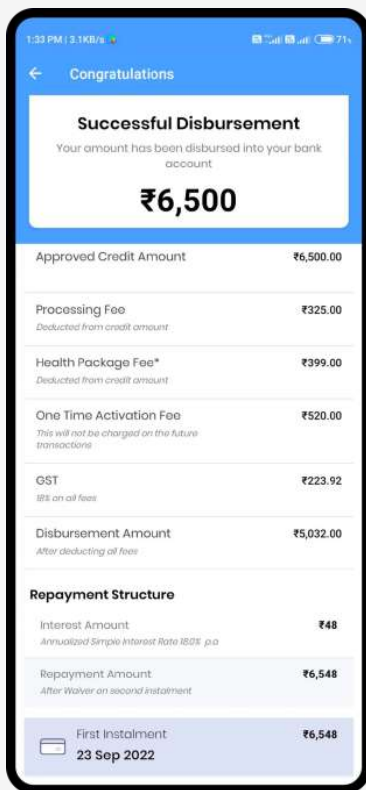 1:33 PM | 3.1KB/s 71%
← Congratulations
Successful Disbursement
Your amount has been disbursed into your bank
account
₹6,500
Approved Credit Amount ₹6,500.00
Processing Fee ₹325.00
Deducted from credit amount
Health Package Fee* ₹399.00
Deducted from credit amount
One Time Activation Fee ₹520.00
This will not be charged on the future
transactions
GST ₹223.92
18% on all fees
Disbursement Amount ₹5,032.00
After deducting all fees
Repayment Structure
Interest Amount ₹48
Annualized Simple Interest Rate 18.0% p.a
Repayment Amount ₹6,548
After Waiver on second instalment
First Instalment ₹6,548
23 Sep 2022